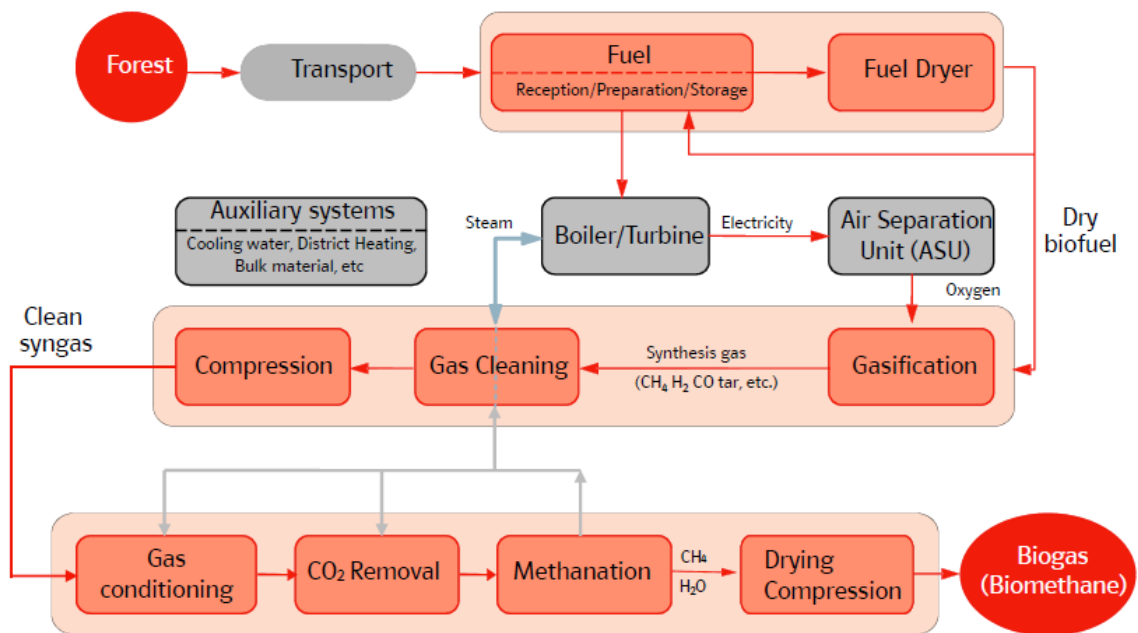 Forest
Transport
Fuel
Reception/Preparation/Storage
Fuel Dryer
Auxiliary systems
Cooling water, District Heating,
Bulk material, etc
Steam
Boiler/Turbine
Electricity
Air Separation
Unit (ASU)
Dry
biofuel
Oxygen
Clean
syngas
Compression
Gas Cleaning
Synthesis gas
(CH₄ H₂ CO tar, etc.)
Gasification
Gas
conditioning
CO₂ Removal
Methanation
CH₄
H₂O
Drying
Compression
Biogas
(Biomethane)